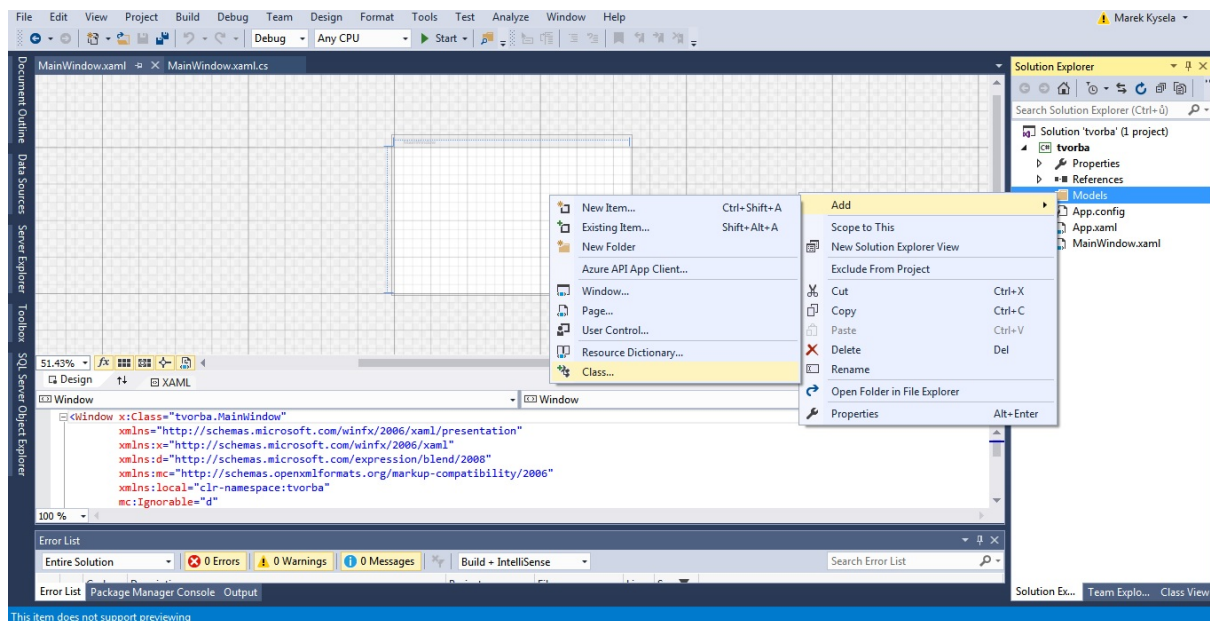 File Edit View Project Build Debug Team Design Format Tools Test Analyze Window Help Marek Kysela
Debug Any CPU Start
MainWindow.xaml MainWindow.xaml.cs
Document Outline
Data Sources
Server Explorer
Toolbox
SQL Server Object Explorer
Solution Explorer
Search Solution Explorer (Ctrl+ů)
Solution 'tvorba' (1 project)
C# tvorba
Properties
References
Models
App.config
App.xaml
MainWindow.xaml
Add
Scope to This
New Solution Explorer View
Exclude From Project
Cut Ctrl+X
Copy Ctrl+C
Paste Ctrl+V
Delete Del
Rename
Open Folder in File Explorer
Properties Alt+Enter
New Item... Ctrl+Shift+A
Existing Item... Shift+Alt+A
New Folder
Azure API App Client...
Window...
Page...
User Control...
Resource Dictionary...
Class...
51.43% fx
Design XAML
Window Window
<Window x:Class="tvorba.MainWindow"
xmlns="http://schemas.microsoft.com/winfx/2006/xaml/presentation"
xmlns:x="http://schemas.microsoft.com/winfx/2006/xaml"
xmlns:d="http://schemas.microsoft.com/expression/blend/2008"
xmlns:mc="http://schemas.openxmlformats.org/markup-compatibility/2006"
xmlns:local="clr-namespace:tvorba"
mc:Ignorable="d"
100 %
Error List
Entire Solution 0 Errors 0 Warnings 0 Messages Build + IntelliSense Search Error List
Error List Package Manager Console Output
Solution Ex... Team Explo... Class View
This item does not support previewing